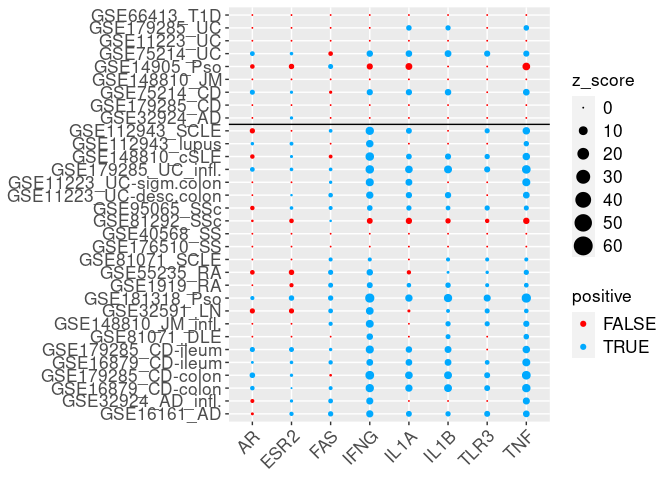 GSE66413_T1D
GSE179285_UC
GSE11223_UC
GSE75214_UC
GSE14905_Pso
GSE148810_JM
GSE75214_CD
GSE179285_CD
GSE32924_AD
GSE112943_SCLE
GSE112943_lupus
GSE148810_cSLE
GSE179285_UC_infl.
GSE11223_UC-sigm.colon
GSE11223_UC-desc.colon
GSE95065_SSc
GSE81292_SSc
GSE40568_SS
GSE176510_SS
GSE81071_SCLE
GSE55235_RA
GSE1919_RA
GSE181318_Pso
GSE32591_LN
GSE148810_JM_infl.
GSE81071_DLE
GSE179285_CD-ileum
GSE16879_CD-ileum
GSE179285_CD-colon
GSE16879_CD-colon
GSE32924_AD_infl.
GSE16161_AD
AR
ESR2
FAS
IFNG
IL1A
IL1B
TLR3
TNF
z_score
0
10
20
30
40
50
60
positive
FALSE
TRUE